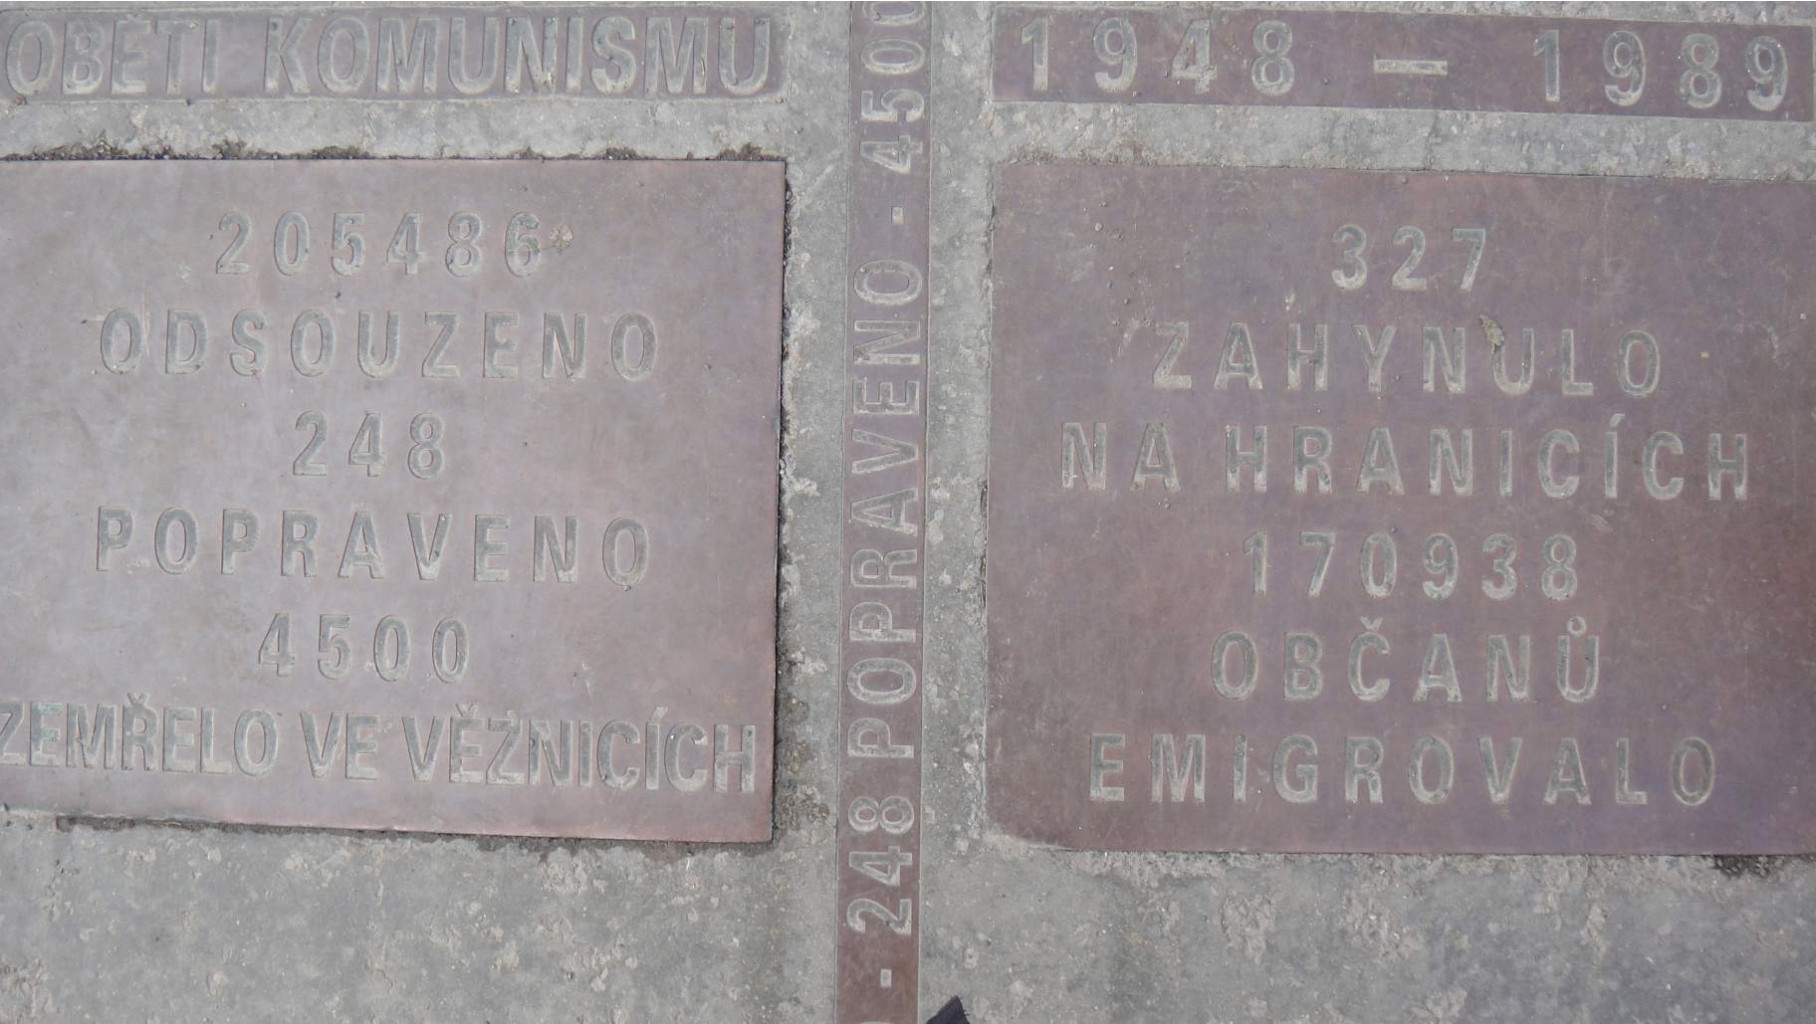 OBĚTI KOMUNISMU
1948 — 1989
205486
ODSOUZENO
248
POPRAVENO
4500
ZEMŘELO VE VĚZNICÍCH
- 248 POPRAVENO - 4500
327
ZAHYNULO
NA HRANICÍCH
170938
OBČANŮ
EMIGROVALO